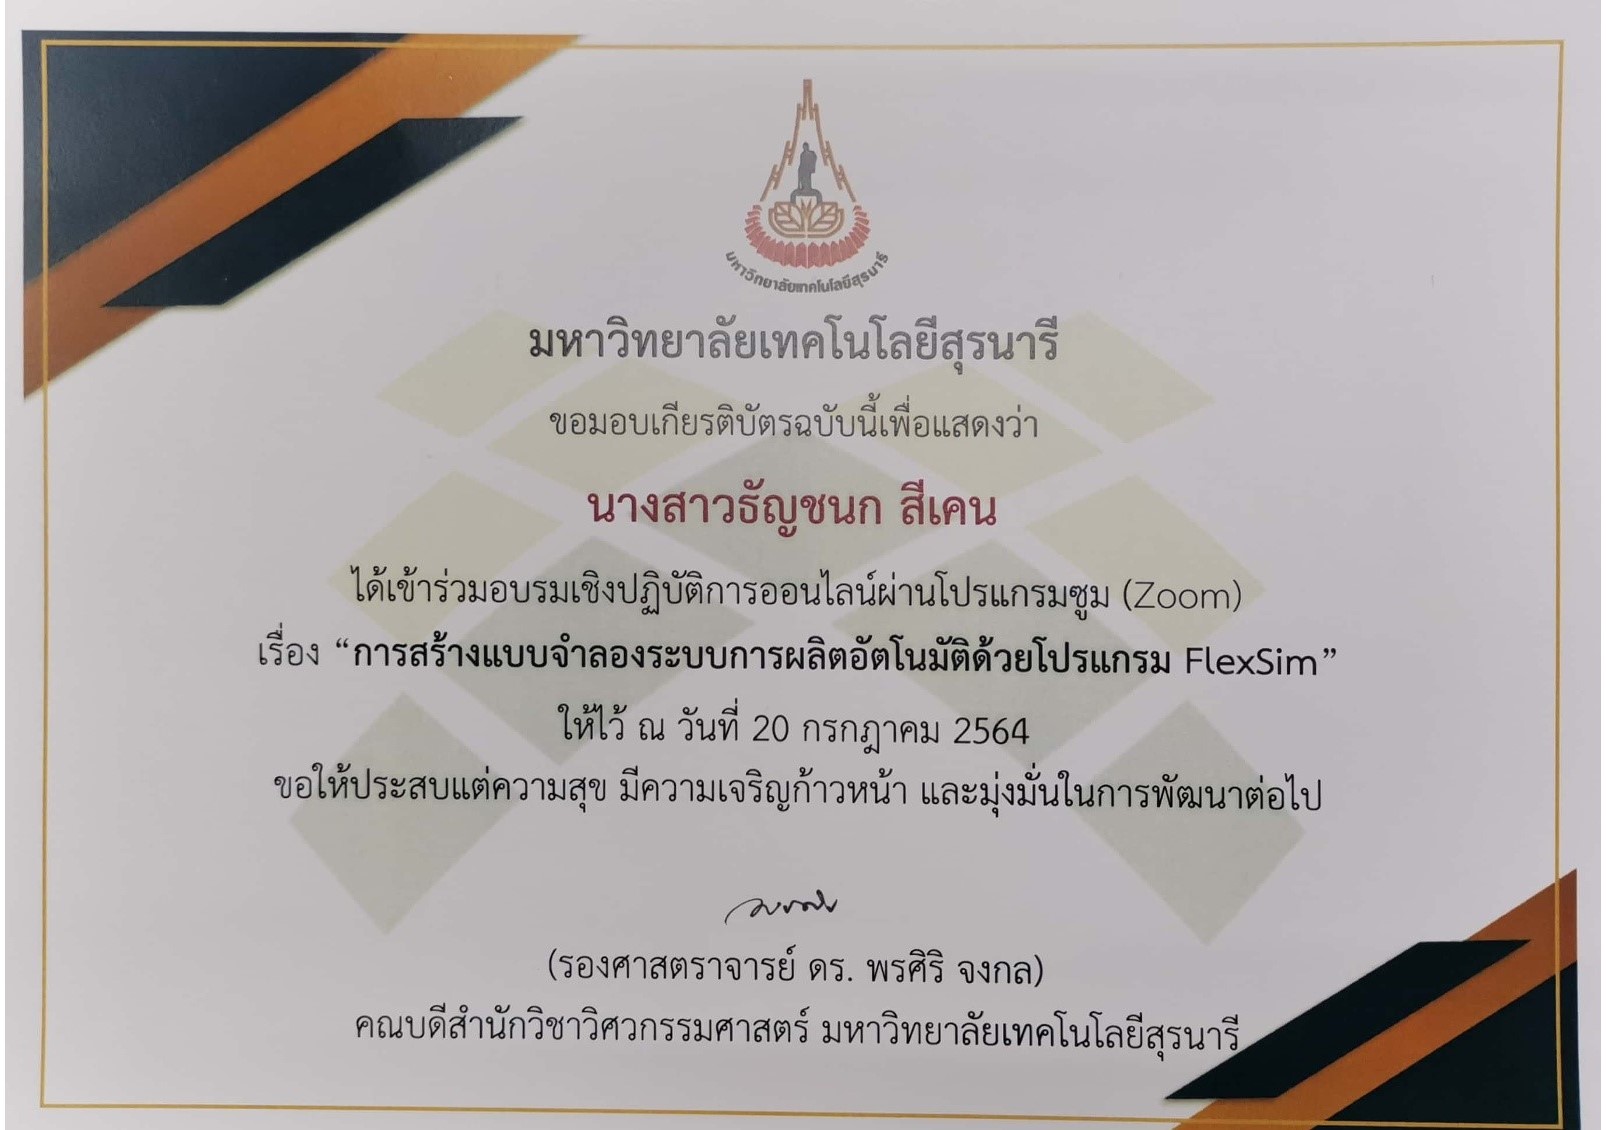 มหาวิทยาลัยเทคโนโลยีสุรนารี
มหาวิทยาลัยเทคโนโลยีสุรนารี
ขอมอบเกียรติบัตรฉบับนี้เพื่อแสดงว่า
นางสาวธัญชนก สีเคน
ได้เข้าร่วมอบรมเชิงปฏิบัติการออนไลน์ผ่านโปรแกรมซูม (Zoom)
เรื่อง “การสร้างแบบจำลองระบบการผลิตอัตโนมัติด้วยโปรแกรม FlexSim”
ให้ไว้ ณ วันที่ 20 กรกฎาคม 2564
ขอให้ประสบแต่ความสุข มีความเจริญก้าวหน้า และมุ่งมั่นในการพัฒนาต่อไป
(รองศาสตราจารย์ ดร. พรศิริ จงกล)
คณบดีสำนักวิชาวิศวกรรมศาสตร์ มหาวิทยาลัยเทคโนโลยีสุรนารี